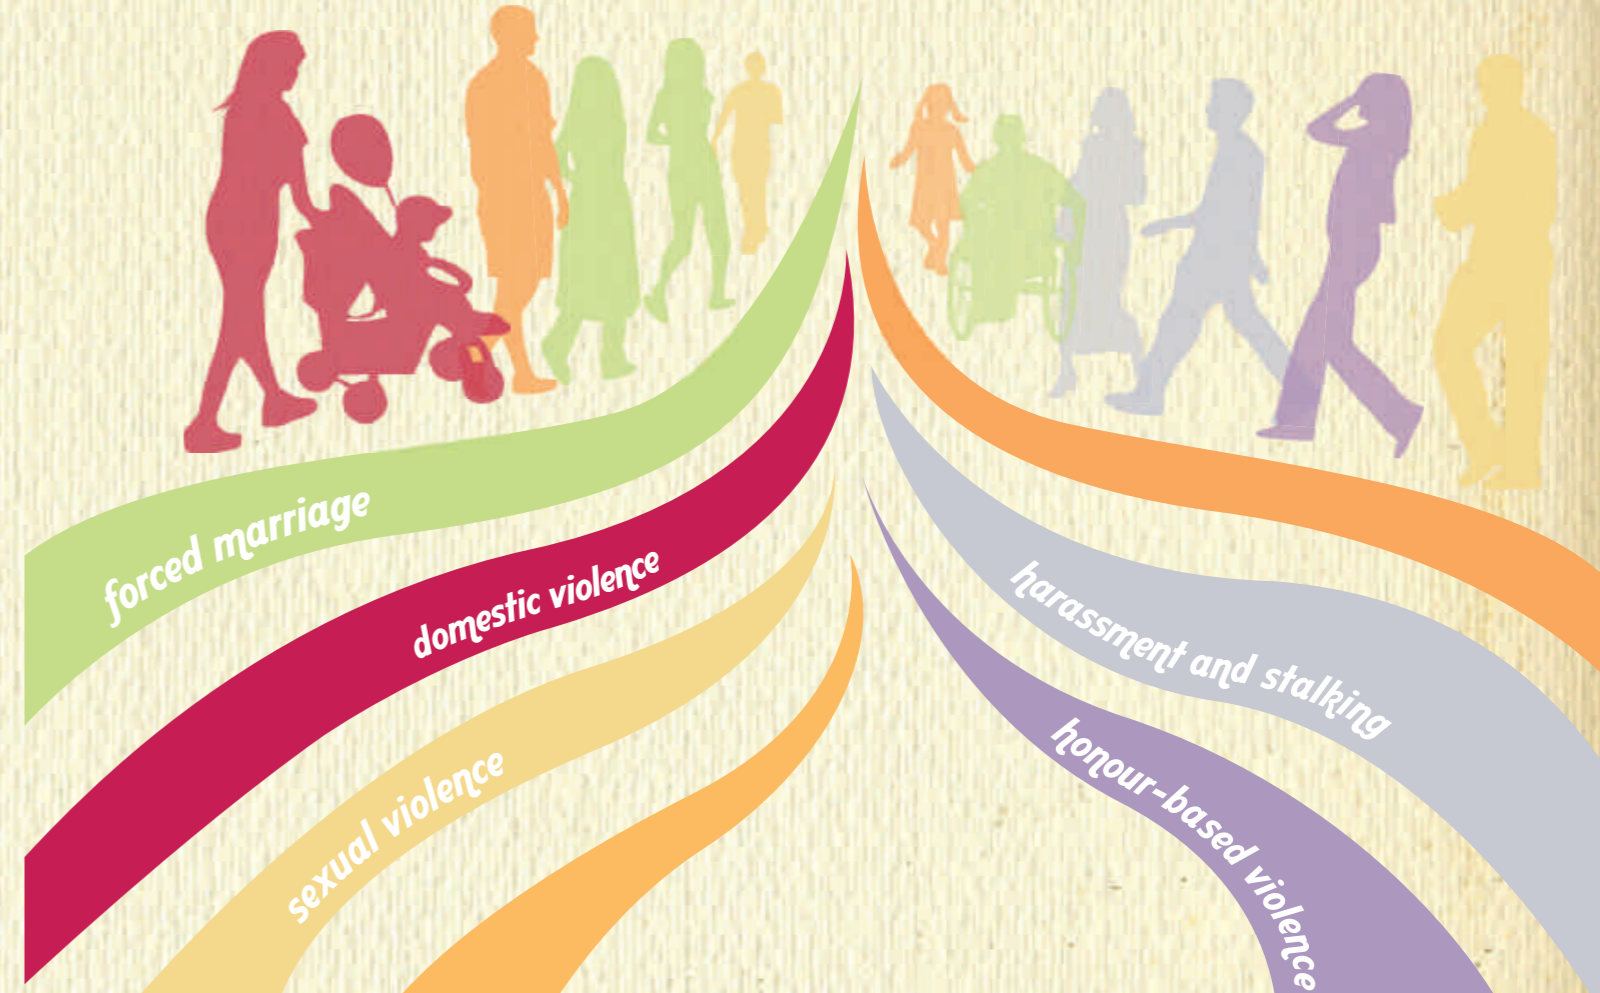 forced marriage
domestic violence
sexual violence
harassment and stalking
honour-based violence